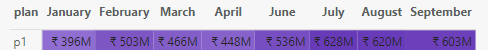 plan January February March April June July August September
p1 ₹ 396M ₹ 503M ₹ 466M ₹ 448M ₹ 536M ₹ 628M ₹ 620M ₹ 603M